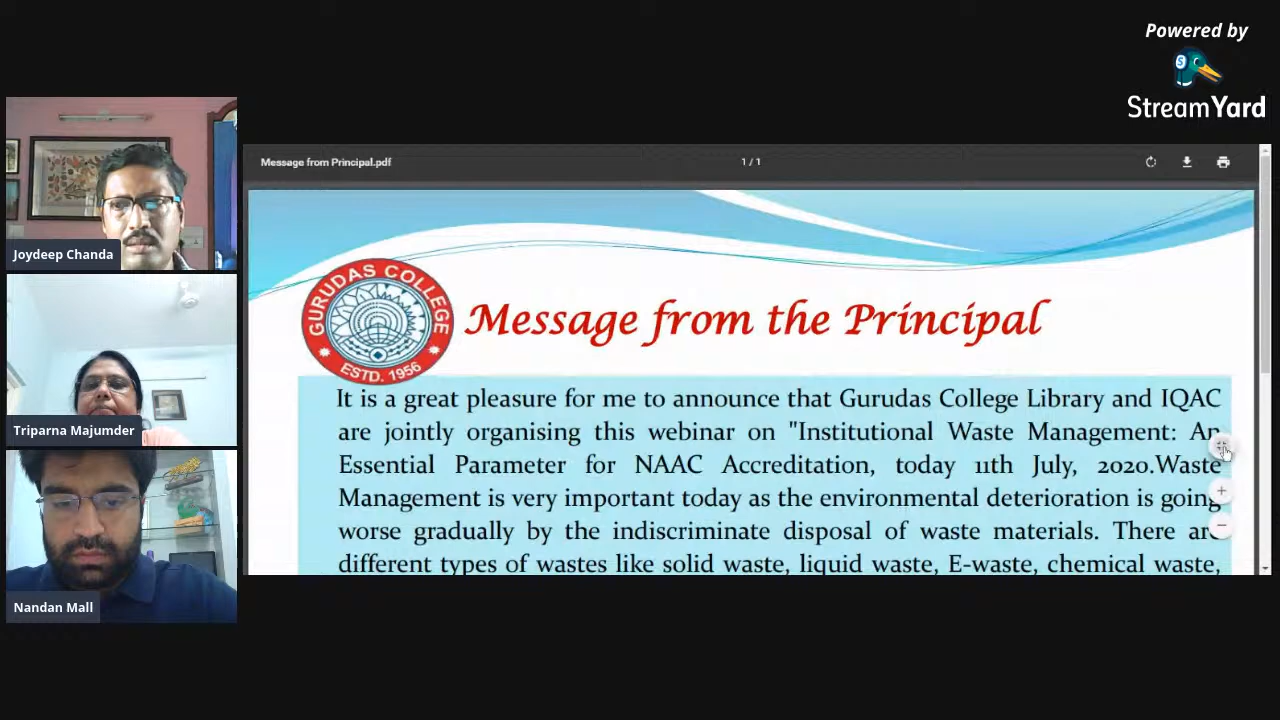 Powered by
StreamYard
Joydeep Chanda
Triparna Majumder
Nandan Mall
Message from Principal.pdf
1 / 1
GURUDAS COLLEGE
ESTD. 1956
Message from the Principal
It is a great pleasure for me to announce that Gurudas College Library and IQAC
are jointly organising this webinar on "Institutional Waste Management: An
Essential Parameter for NAAC Accreditation, today 11th July, 2020.Waste
Management is very important today as the environmental deterioration is going
worse gradually by the indiscriminate disposal of waste materials. There are
different types of wastes like solid waste, liquid waste, E-waste, chemical waste,